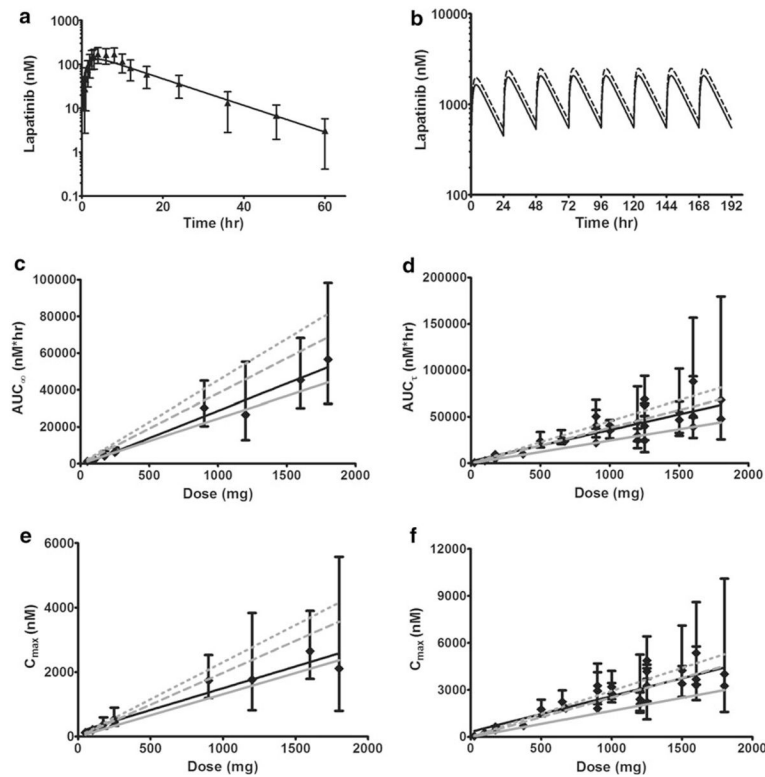 a
Lapatinib (nM)
1000
100
10
1
0.1
0 20 40 60
Time (hr)
b
Lapatinib (nM)
10000
1000
100
0 24 48 72 96 120 144 168 192
Time (hr)
c
AUC∞ (nM*hr)
100000
80000
60000
40000
20000
0
0 500 1000 1500 2000
Dose (mg)
d
AUCτ (nM*hr)
200000
150000
100000
50000
0
0 500 1000 1500 2000
Dose (mg)
e
Cmax (nM)
6000
4000
2000
0
0 500 1000 1500 2000
Dose (mg)
f
Cmax (nM)
12000
9000
6000
3000
0
0 500 1000 1500 2000
Dose (mg)